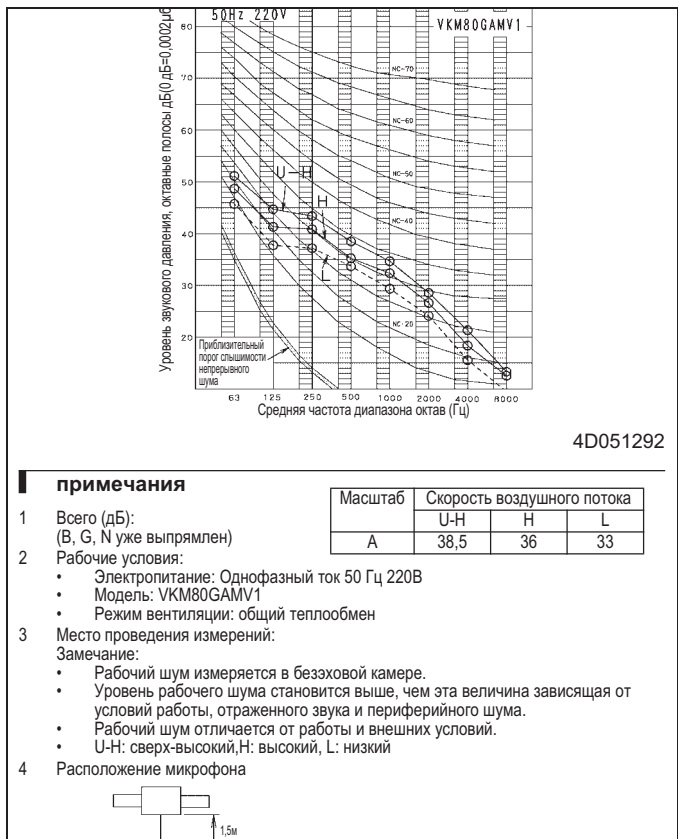 50Hz 220V
VKM80GAMV1
Уровень звукового давления, октавные полосы дБ(0 дБ=0,0002µб
80
70
60
50
40
30
20
NC-70
NC-60
NC-50
NC-40
NC-20
U-H
H
L
Приблизительный
порог слышимости
непрерывного
шума
63 125 250 500 1000 2000 4000 8000
Средняя частота диапазона октав (Гц)
4D051292
примечания
Масштаб Скорость воздушного потока
U-H H L
A 38,5 36 33
1 Всего (дБ):
(B, G, N уже выпрямлен)
2 Рабочие условия:
• Электропитание: Однофазный ток 50 Гц 220В
• Модель: VKM80GAMV1
• Режим вентиляции: общий теплообмен
3 Место проведения измерений:
Замечание:
• Рабочий шум измеряется в безэховой камере.
• Уровень рабочего шума становится выше, чем эта величина зависящая от
условий работы, отраженного звука и периферийного шума.
• Рабочий шум отличается от работы и внешних условий.
• U-H: сверх-высокий,H: высокий, L: низкий
4 Расположение микрофона
1,5м